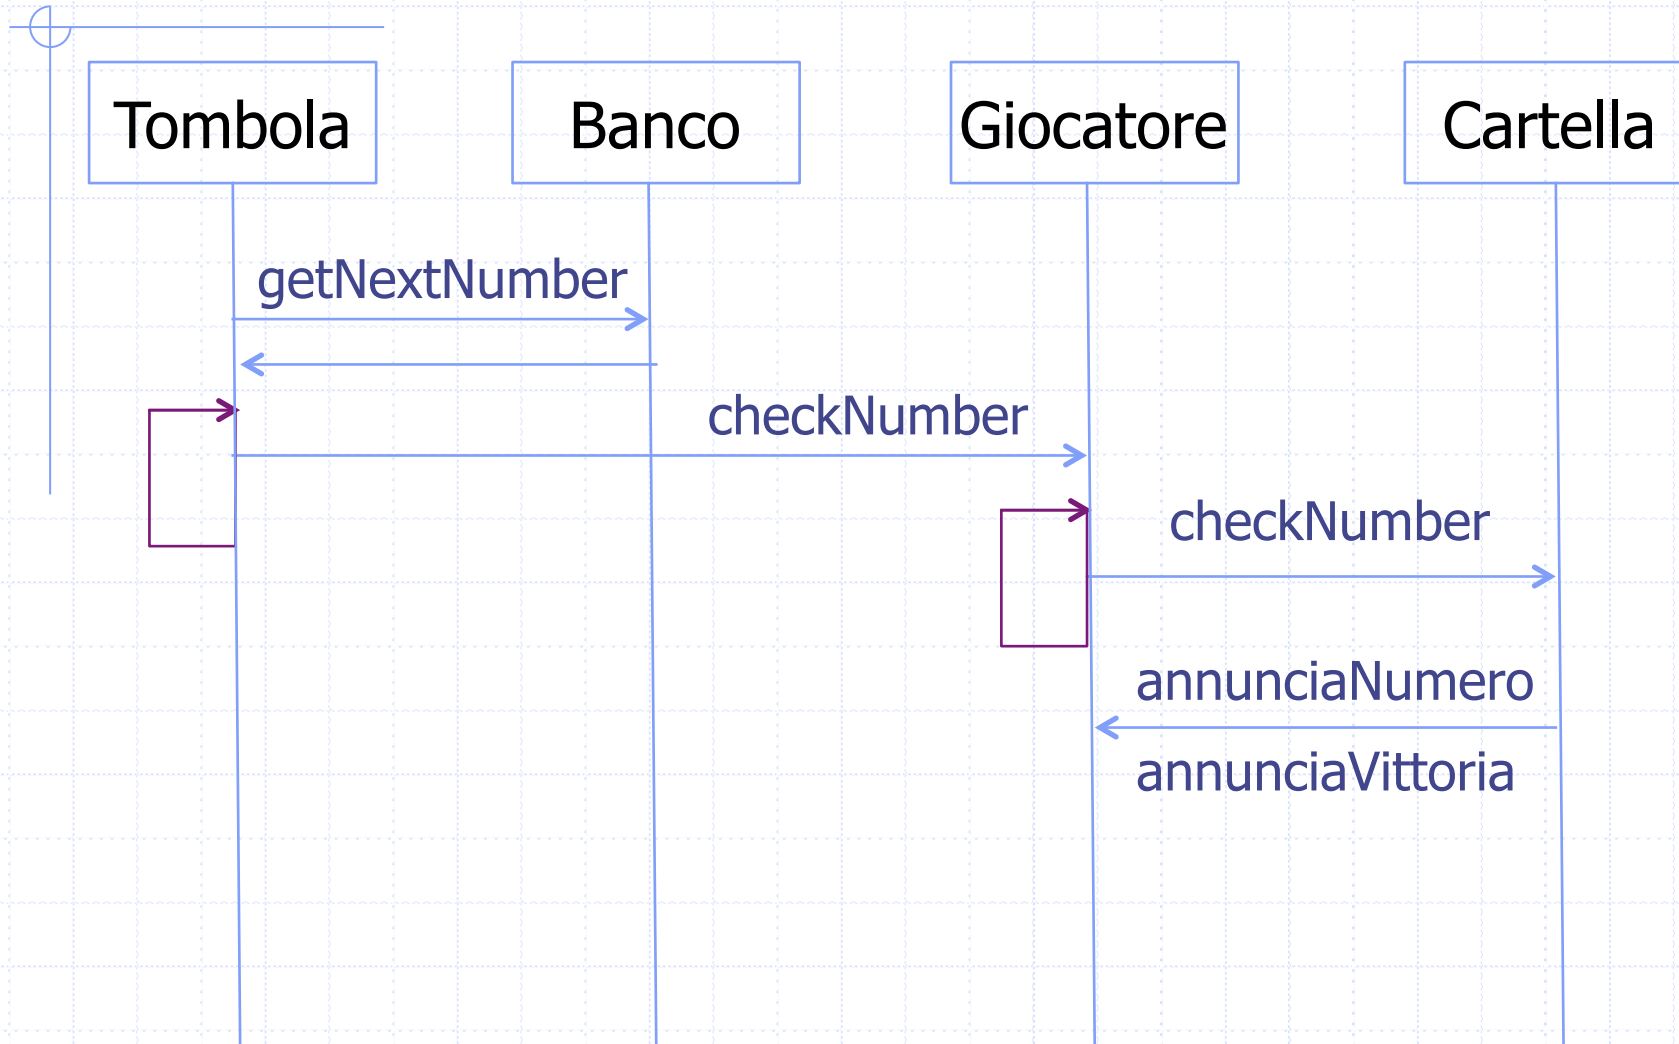 Tombola
Banco
Giocatore
Cartella
getNextNumber
checkNumber
checkNumber
annunciaNumero
annunciaVittoria